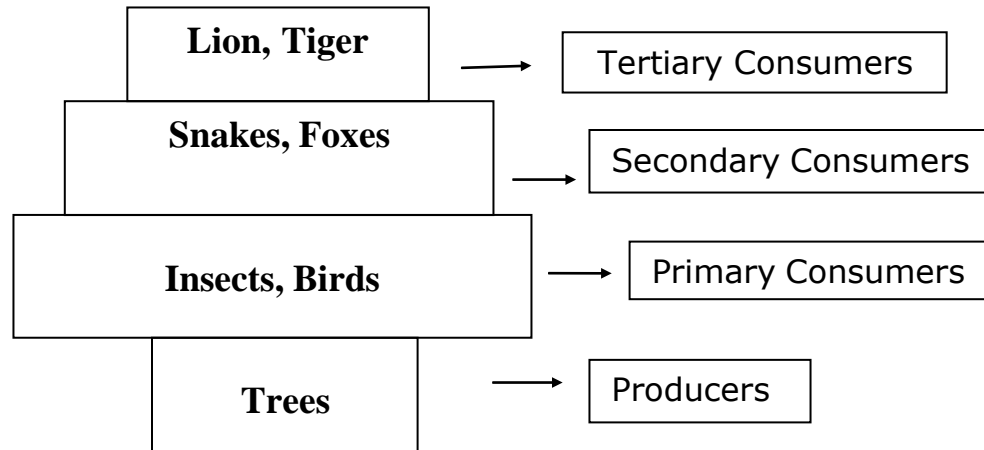 Lion, Tiger
Tertiary Consumers
Snakes, Foxes
Secondary Consumers
Insects, Birds
Primary Consumers
Trees
Producers